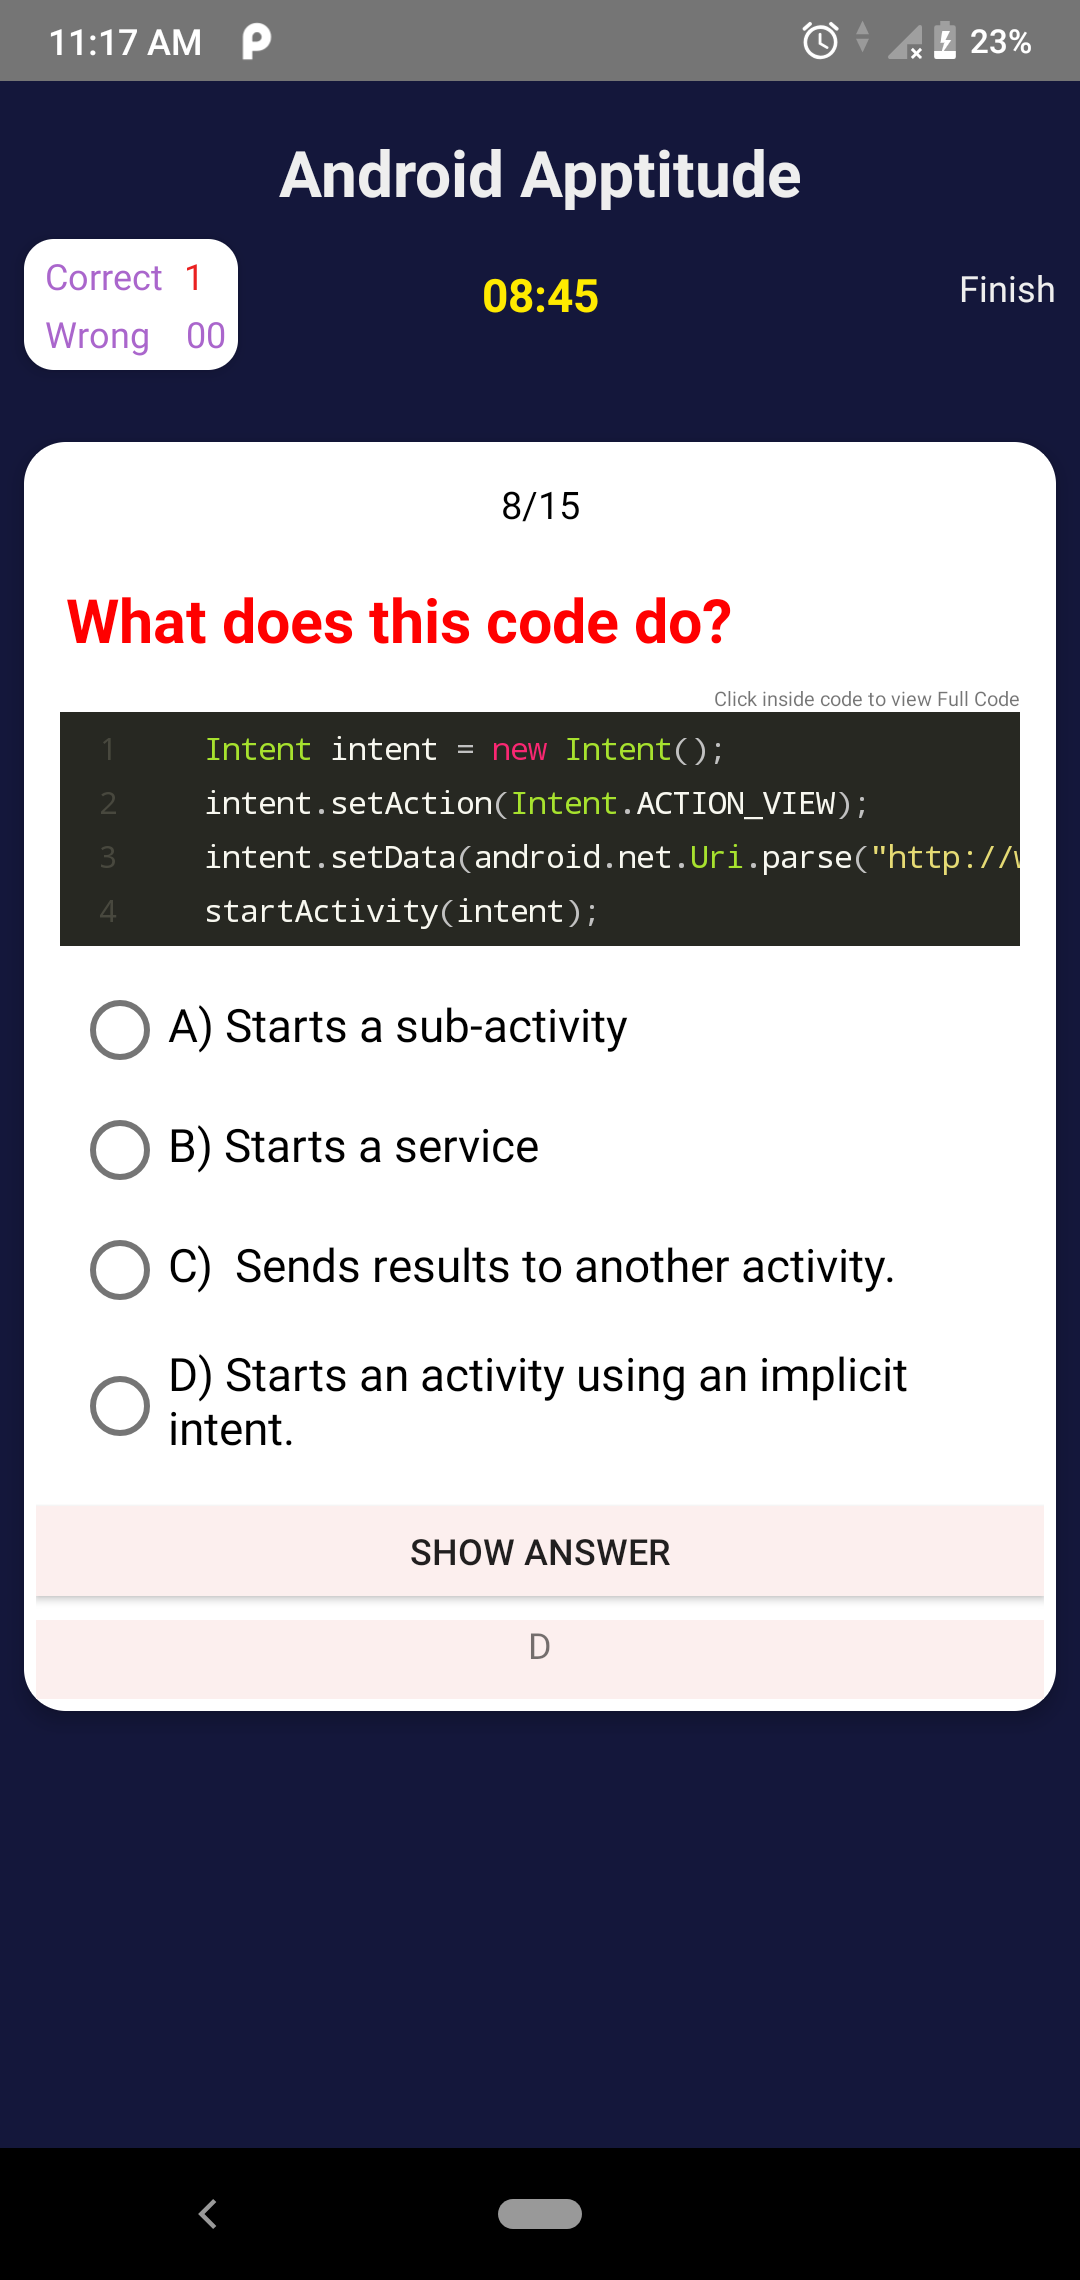 11:17 AM
23%
Android Apptitude
Correct 1
Wrong 00
08:45
Finish
8/15
What does this code do?
Click inside code to view Full Code
1 Intent intent = new Intent();
2 intent.setAction(Intent.ACTION_VIEW);
3 intent.setData(android.net.Uri.parse("http://
4 startActivity(intent);
A) Starts a sub-activity
B) Starts a service
C) Sends results to another activity.
D) Starts an activity using an implicit
intent.
SHOW ANSWER
D